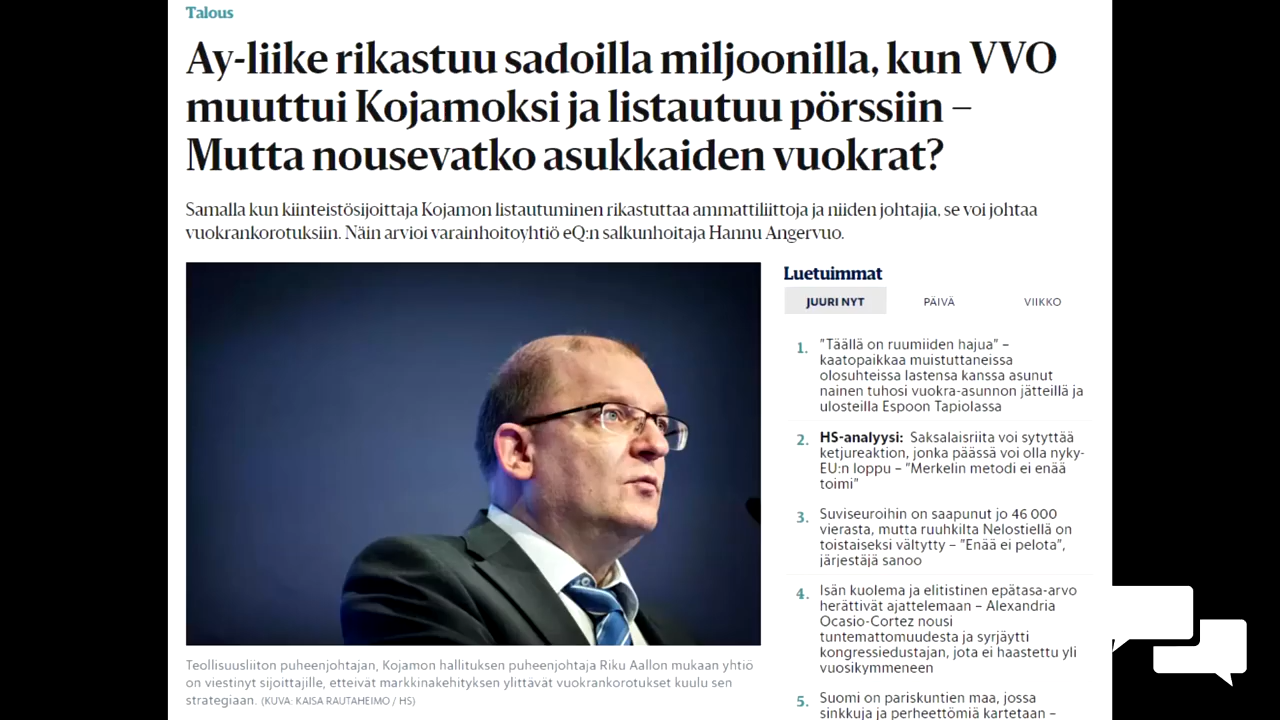 Talous
Ay-liike rikastuu sadoilla miljoonilla, kun VVO
muuttui Kojamoksi ja listautuu pörssiin –
Mutta nousevatko asukkaiden vuokrat?
Samalla kun kiinteistösijoittaja Kojamon listautuminen rikastuttaa ammattiliittoja ja niiden johtajia, se voi johtaa
vuokrankorotuksiin. Näin arvioi varainhoitoyhtiö eQ:n salkunhoitaja Hannu Angervuo.
Teollisuusliiton puheenjohtajan, Kojamon hallituksen puheenjohtaja Riku Aallon mukaan yhtiö
on viestinyt sijoittajille, etteivät markkinakehityksen ylittävät vuokrankorotukset kuulu sen
strategiaan. (KUVA: KAISA RAUTAHEIMO / HS)
Luetuimmat
JUURI NYT PÄIVÄ VIIKKO
1. "Täällä on ruumiiden hajua" –
kaatopaikkaa muistuttaneissa
olosuhteissa lastensa kanssa asunut
nainen tuhosi vuokra-asunnon jätteillä ja
ulosteilla Espoon Tapiolassa
2. HS-analyysi: Saksalaisriita voi sytyttää
ketjureaktion, jonka päässä voi olla nyky-
EU:n loppu – "Merkelin metodi ei enää
toimi"
3. Suviseuroihin on saapunut jo 46 000
vierasta, mutta ruuhkilta Nelostiellä on
toistaiseksi vältytty – "Enää ei pelota",
järjestäjä sanoo
4. Isän kuolema ja elitistinen epätasa-arvo
herättivät ajattelemaan – Alexandria
Ocasio-Cortez nousi
tuntemattomuudesta ja syrjäytti
kongressiedustajan, jota ei haastettu yli
vuosikymmeneen
5. Suomi on pariskuntien maa, jossa
sinkkuja ja perheettömiä kartetaan –